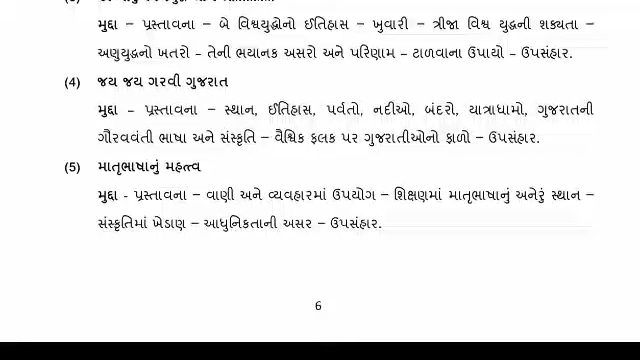 મુદ્દા – પ્રસ્તાવના – બે વિશ્વયુદ્ધોનો ઈતિહાસ – ખુવારી – ત્રીજા વિશ્વ યુદ્ધની શક્યતા –
અણુયુદ્ધનો ખતરો – તેની ભયાનક અસરો અને પરિણામ – ટાળવાના ઉપાયો – ઉપસંહાર.
(4) જય જય ગરવી ગુજરાત
મુદ્દા – પ્રસ્તાવના – સ્થાન, ઈતિહાસ, પર્વતો, નદીઓ, બંદરો, યાત્રાધામો, ગુજરાતની
ગૌરવવંતી ભાષા અને સંસ્કૃતિ – વૈશ્વિક ફલક પર ગુજરાતીઓનો ફાળો – ઉપસંહાર.
(5) માતૃભાષાનું મહત્ત્વ
મુદ્દા - પ્રસ્તાવના – વાણી અને વ્યવહારમાં ઉપયોગ – શિક્ષણમાં માતૃભાષાનું અનેરું સ્થાન –
સંસ્કૃતિમાં ખેડાણ – આધુનિકતાની અસર – ઉપસંહાર.
6